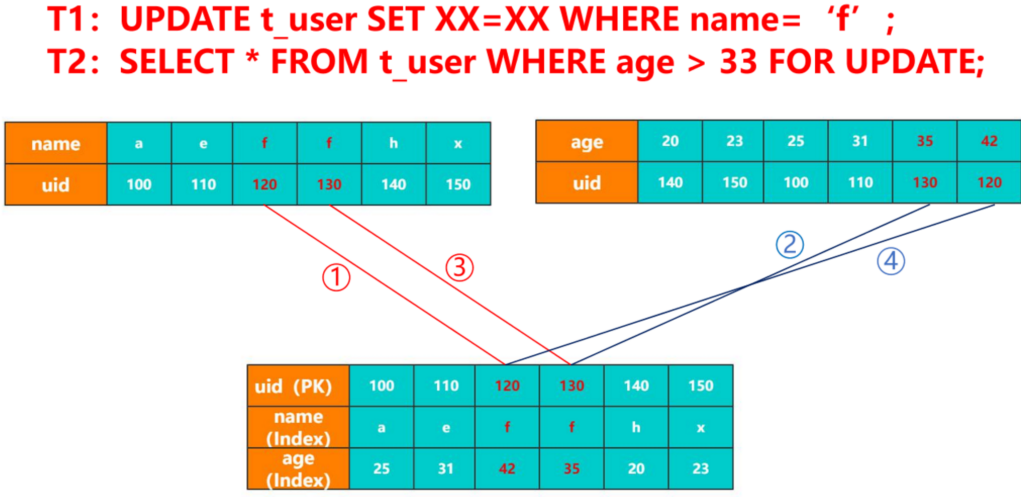 T1：UPDATE t_user SET XX=XX WHERE name=‘f’；
T2：SELECT * FROM t_user WHERE age > 33 FOR UPDATE;
name a e f f h x
uid 100 110 120 130 140 150
age 20 23 25 31 35 42
uid 140 150 100 110 130 120
① ③ ② ④
uid（PK） 100 110 120 130 140 150
name
(Index) a e f f h x
age
(Index) 25 31 42 35 20 23